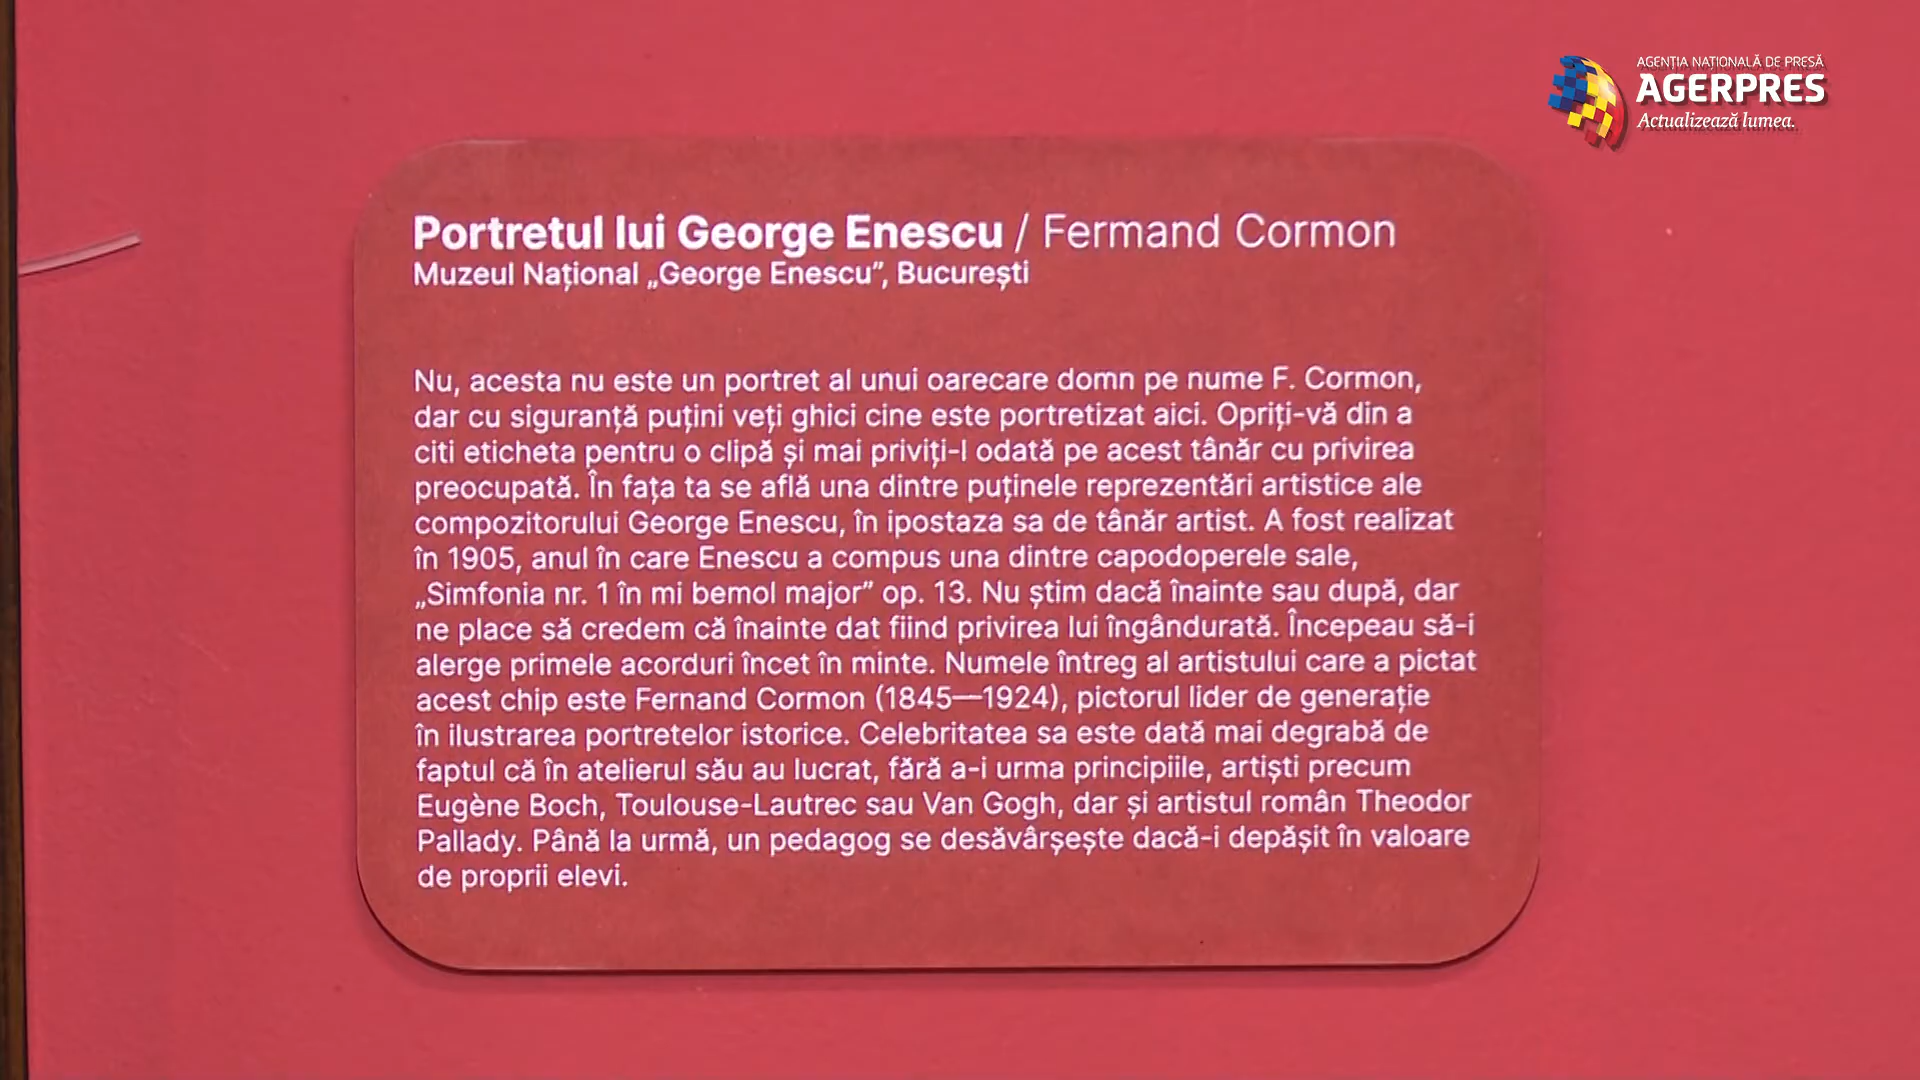 AGENȚIA NAȚIONALĂ DE PRESĂ
AGERPRES
Actualizează lumea.
Portretul lui George Enescu / Fermand Cormon
Muzeul Național „George Enescu”, București
Nu, acesta nu este un portret al unui oarecare domn pe nume F. Cormon,
dar cu siguranță puțini veți ghici cine este portretizat aici. Opriți-vă din a
citi eticheta pentru o clipă și mai priviți-l odată pe acest tânăr cu privirea
preocupată. În fața ta se află una dintre puținele reprezentări artistice ale
compozitorului George Enescu, în ipostaza sa de tânăr artist. A fost realizat
în 1905, anul în care Enescu a compus una dintre capodoperele sale,
„Simfonia nr. 1 în mi bemol major” op. 13. Nu știm dacă înainte sau după, dar
ne place să credem că înainte dat fiind privirea lui îngândurată. Începeau să-i
alerge primele acorduri încet în minte. Numele întreg al artistului care a pictat
acest chip este Fernand Cormon (1845—1924), pictorul lider de generație
în ilustrarea portretelor istorice. Celebritatea sa este dată mai degrabă de
faptul că în atelierul său au lucrat, fără a-i urma principiile, artiști precum
Eugène Boch, Toulouse-Lautrec sau Van Gogh, dar și artistul român Theodor
Pallady. Până la urmă, un pedagog se desăvârșește dacă-i depășit în valoare
de proprii elevi.